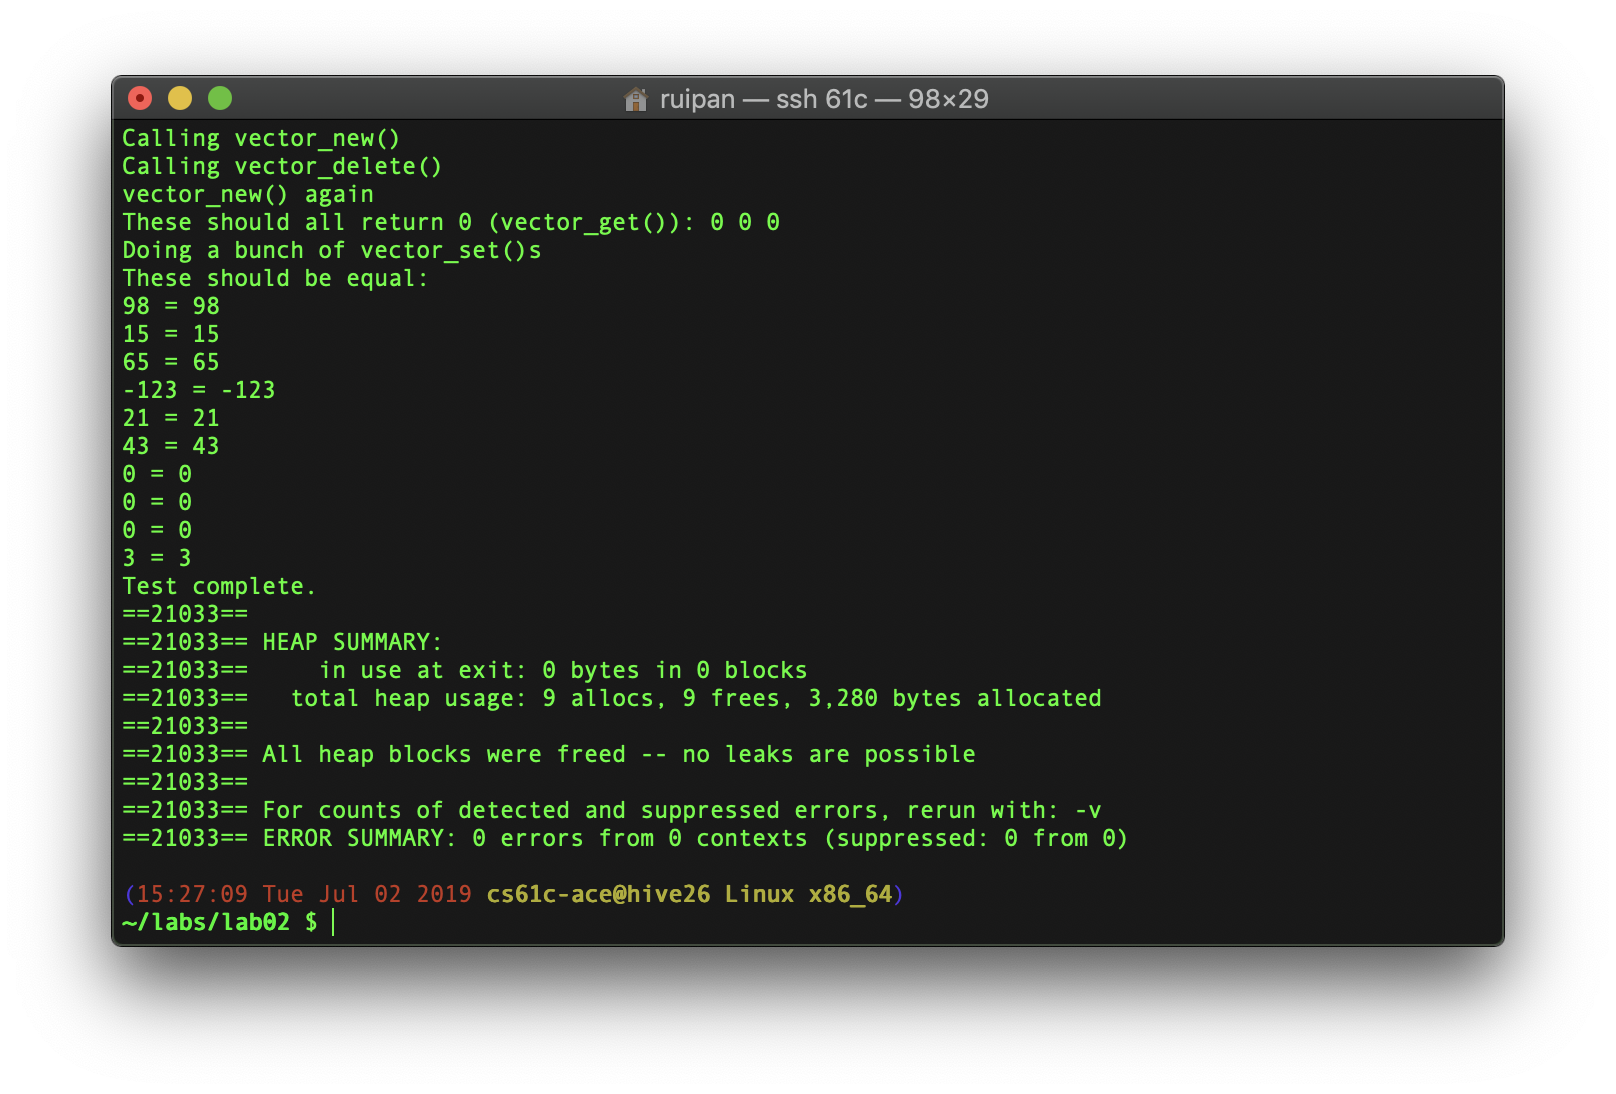 ruipan — ssh 61c — 98×29
Calling vector_new()
Calling vector_delete()
vector_new() again
These should all return 0 (vector_get()): 0 0 0
Doing a bunch of vector_set()s
These should be equal:
98 = 98
15 = 15
65 = 65
-123 = -123
21 = 21
43 = 43
0 = 0
0 = 0
0 = 0
3 = 3
Test complete.
==21033==
==21033== HEAP SUMMARY:
==21033==     in use at exit: 0 bytes in 0 blocks
==21033==   total heap usage: 9 allocs, 9 frees, 3,280 bytes allocated
==21033==
==21033== All heap blocks were freed -- no leaks are possible
==21033==
==21033== For counts of detected and suppressed errors, rerun with: -v
==21033== ERROR SUMMARY: 0 errors from 0 contexts (suppressed: 0 from 0)
(15:27:09 Tue Jul 02 2019 cs61c-ace@hive26 Linux x86_64)
~/labs/lab02 $